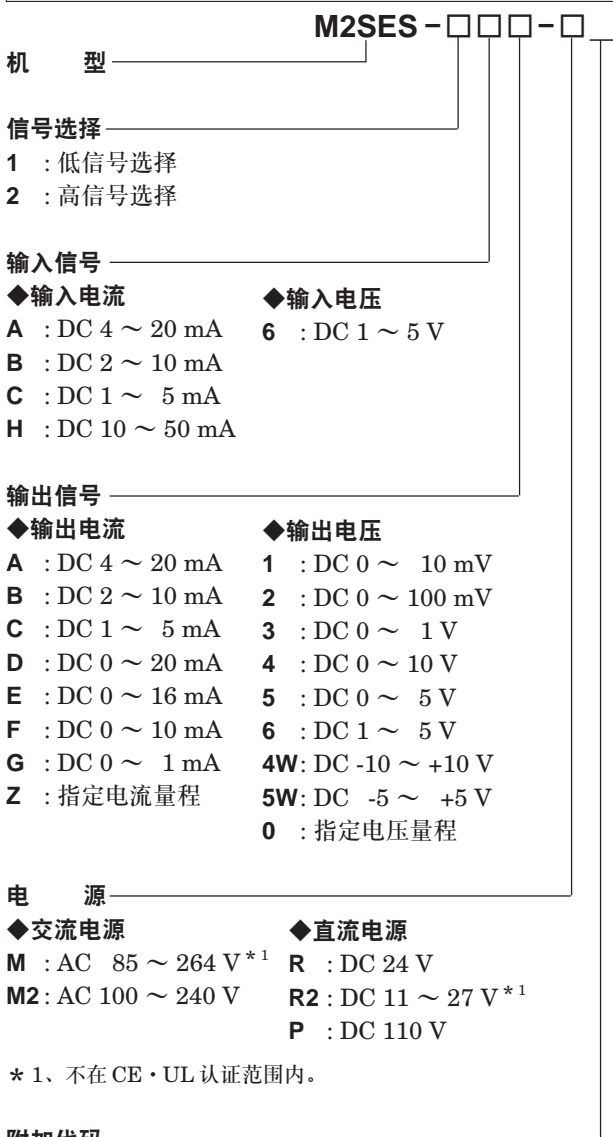 M2SES-□□□-□
机 型
信号选择
1 : 低信号选择
2 : 高信号选择
输入信号
◆输入电流 ◆输入电压
A : DC 4 ~ 20 mA 6 : DC 1 ~ 5 V
B : DC 2 ~ 10 mA
C : DC 1 ~ 5 mA
H : DC 10 ~ 50 mA
输出信号
◆输出电流 ◆输出电压
A : DC 4 ~ 20 mA 1 : DC 0 ~ 10 mV
B : DC 2 ~ 10 mA 2 : DC 0 ~ 100 mV
C : DC 1 ~ 5 mA 3 : DC 0 ~ 1 V
D : DC 0 ~ 20 mA 4 : DC 0 ~ 10 V
E : DC 0 ~ 16 mA 5 : DC 0 ~ 5 V
F : DC 0 ~ 10 mA 6 : DC 1 ~ 5 V
G : DC 0 ~ 1 mA 4W: DC -10 ~ +10 V
Z : 指定电流量程 5W: DC -5 ~ +5 V
0 : 指定电压量程
电 源
◆交流电源 ◆直流电源
M : AC 85 ~ 264 V*1 R : DC 24 V
M2: AC 100 ~ 240 V R2: DC 11 ~ 27 V*1
P : DC 110 V
*1、不在 CE・UL 认证范围内。
附加代码